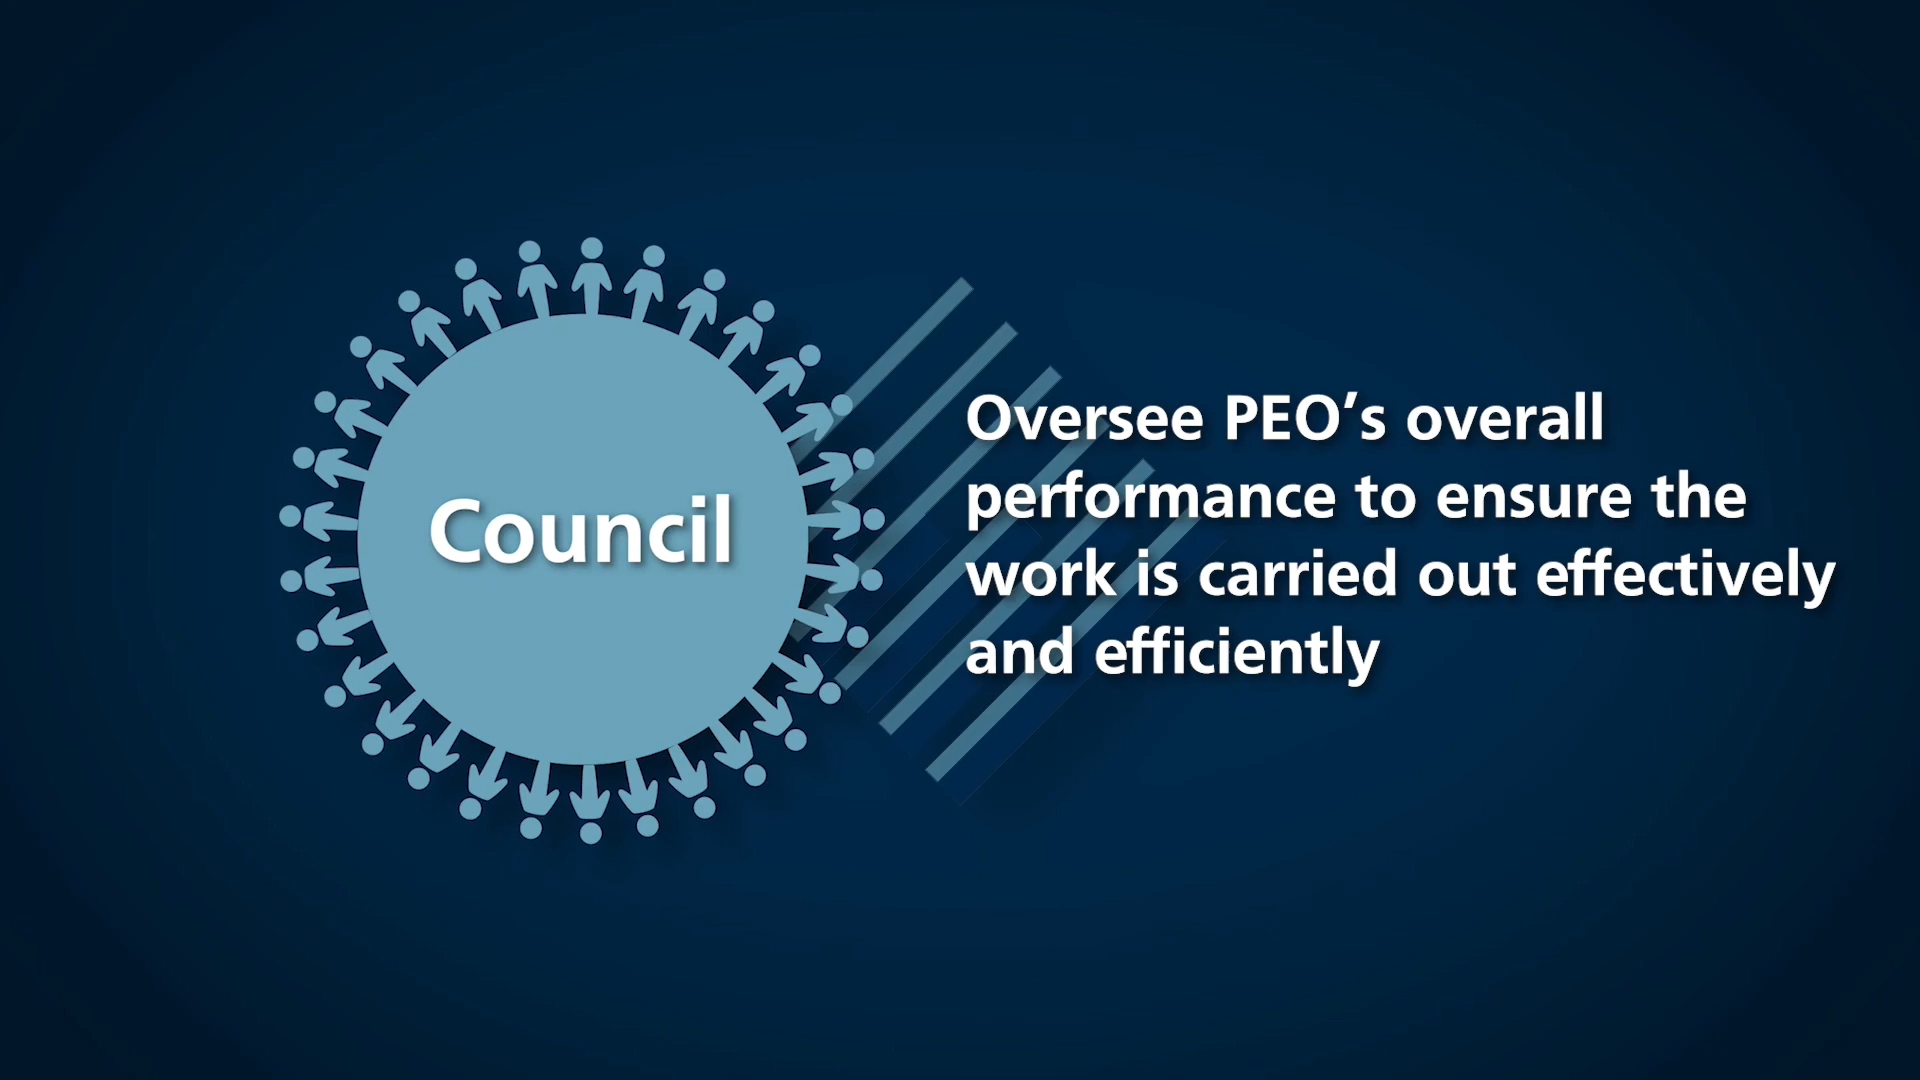 Council
Oversee PEO’s overall
performance to ensure the
work is carried out effectively
and efficiently